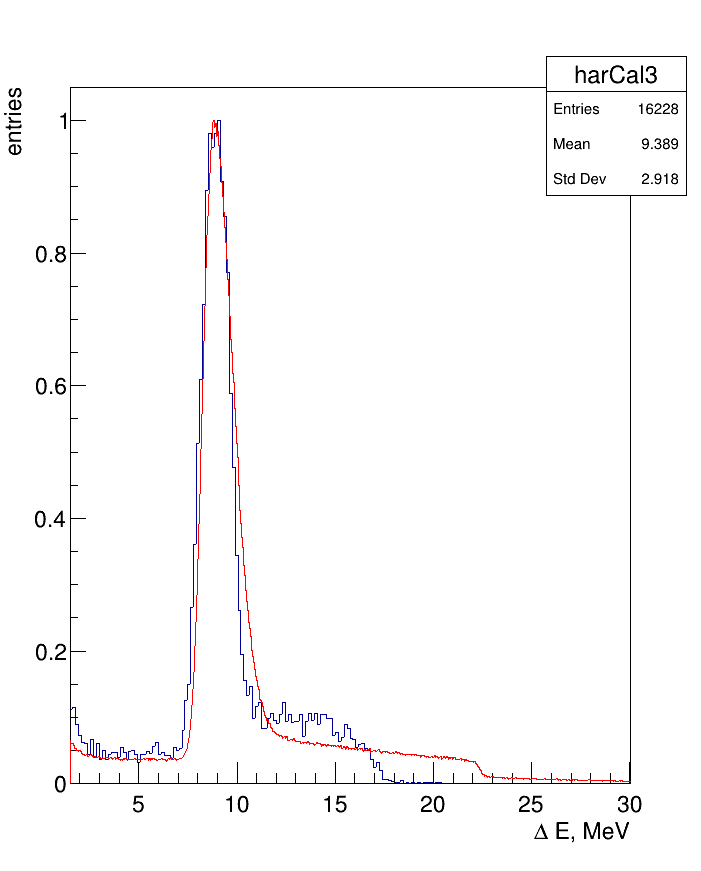 harCal3
Entries 16228
Mean 9.389
Std Dev 2.918
entries
1
0.8
0.6
0.4
0.2
0
5 10 15 20 25 30
Δ E, MeV